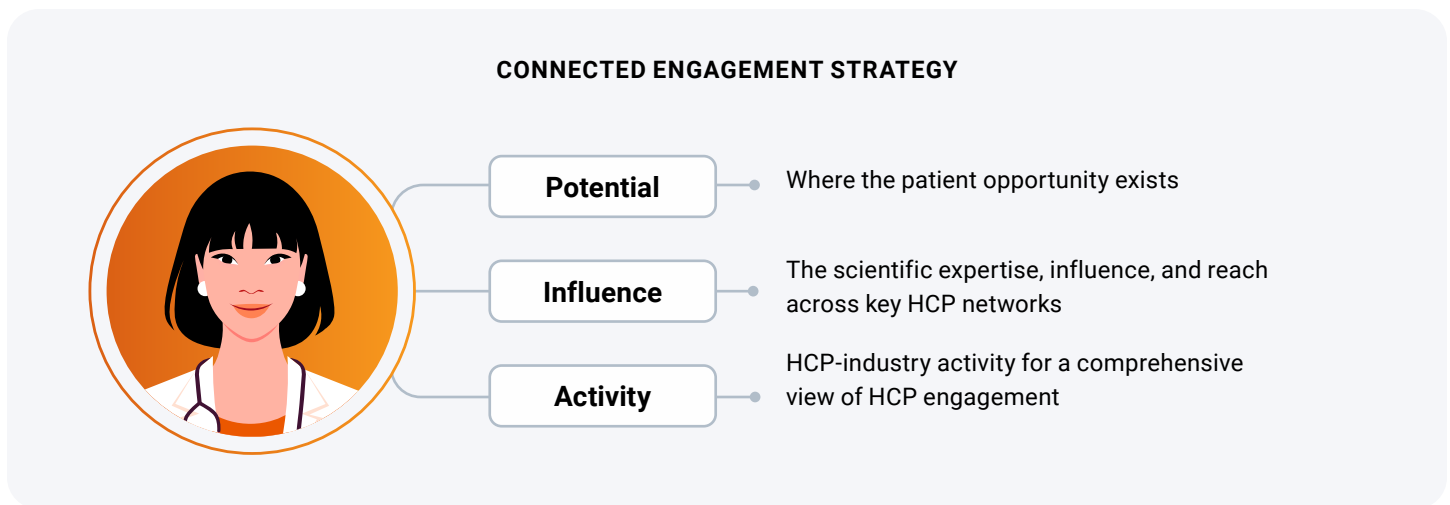 CONNECTED ENGAGEMENT STRATEGY
Potential
Where the patient opportunity exists
Influence
The scientific expertise, influence, and reach
across key HCP networks
Activity
HCP-industry activity for a comprehensive
view of HCP engagement